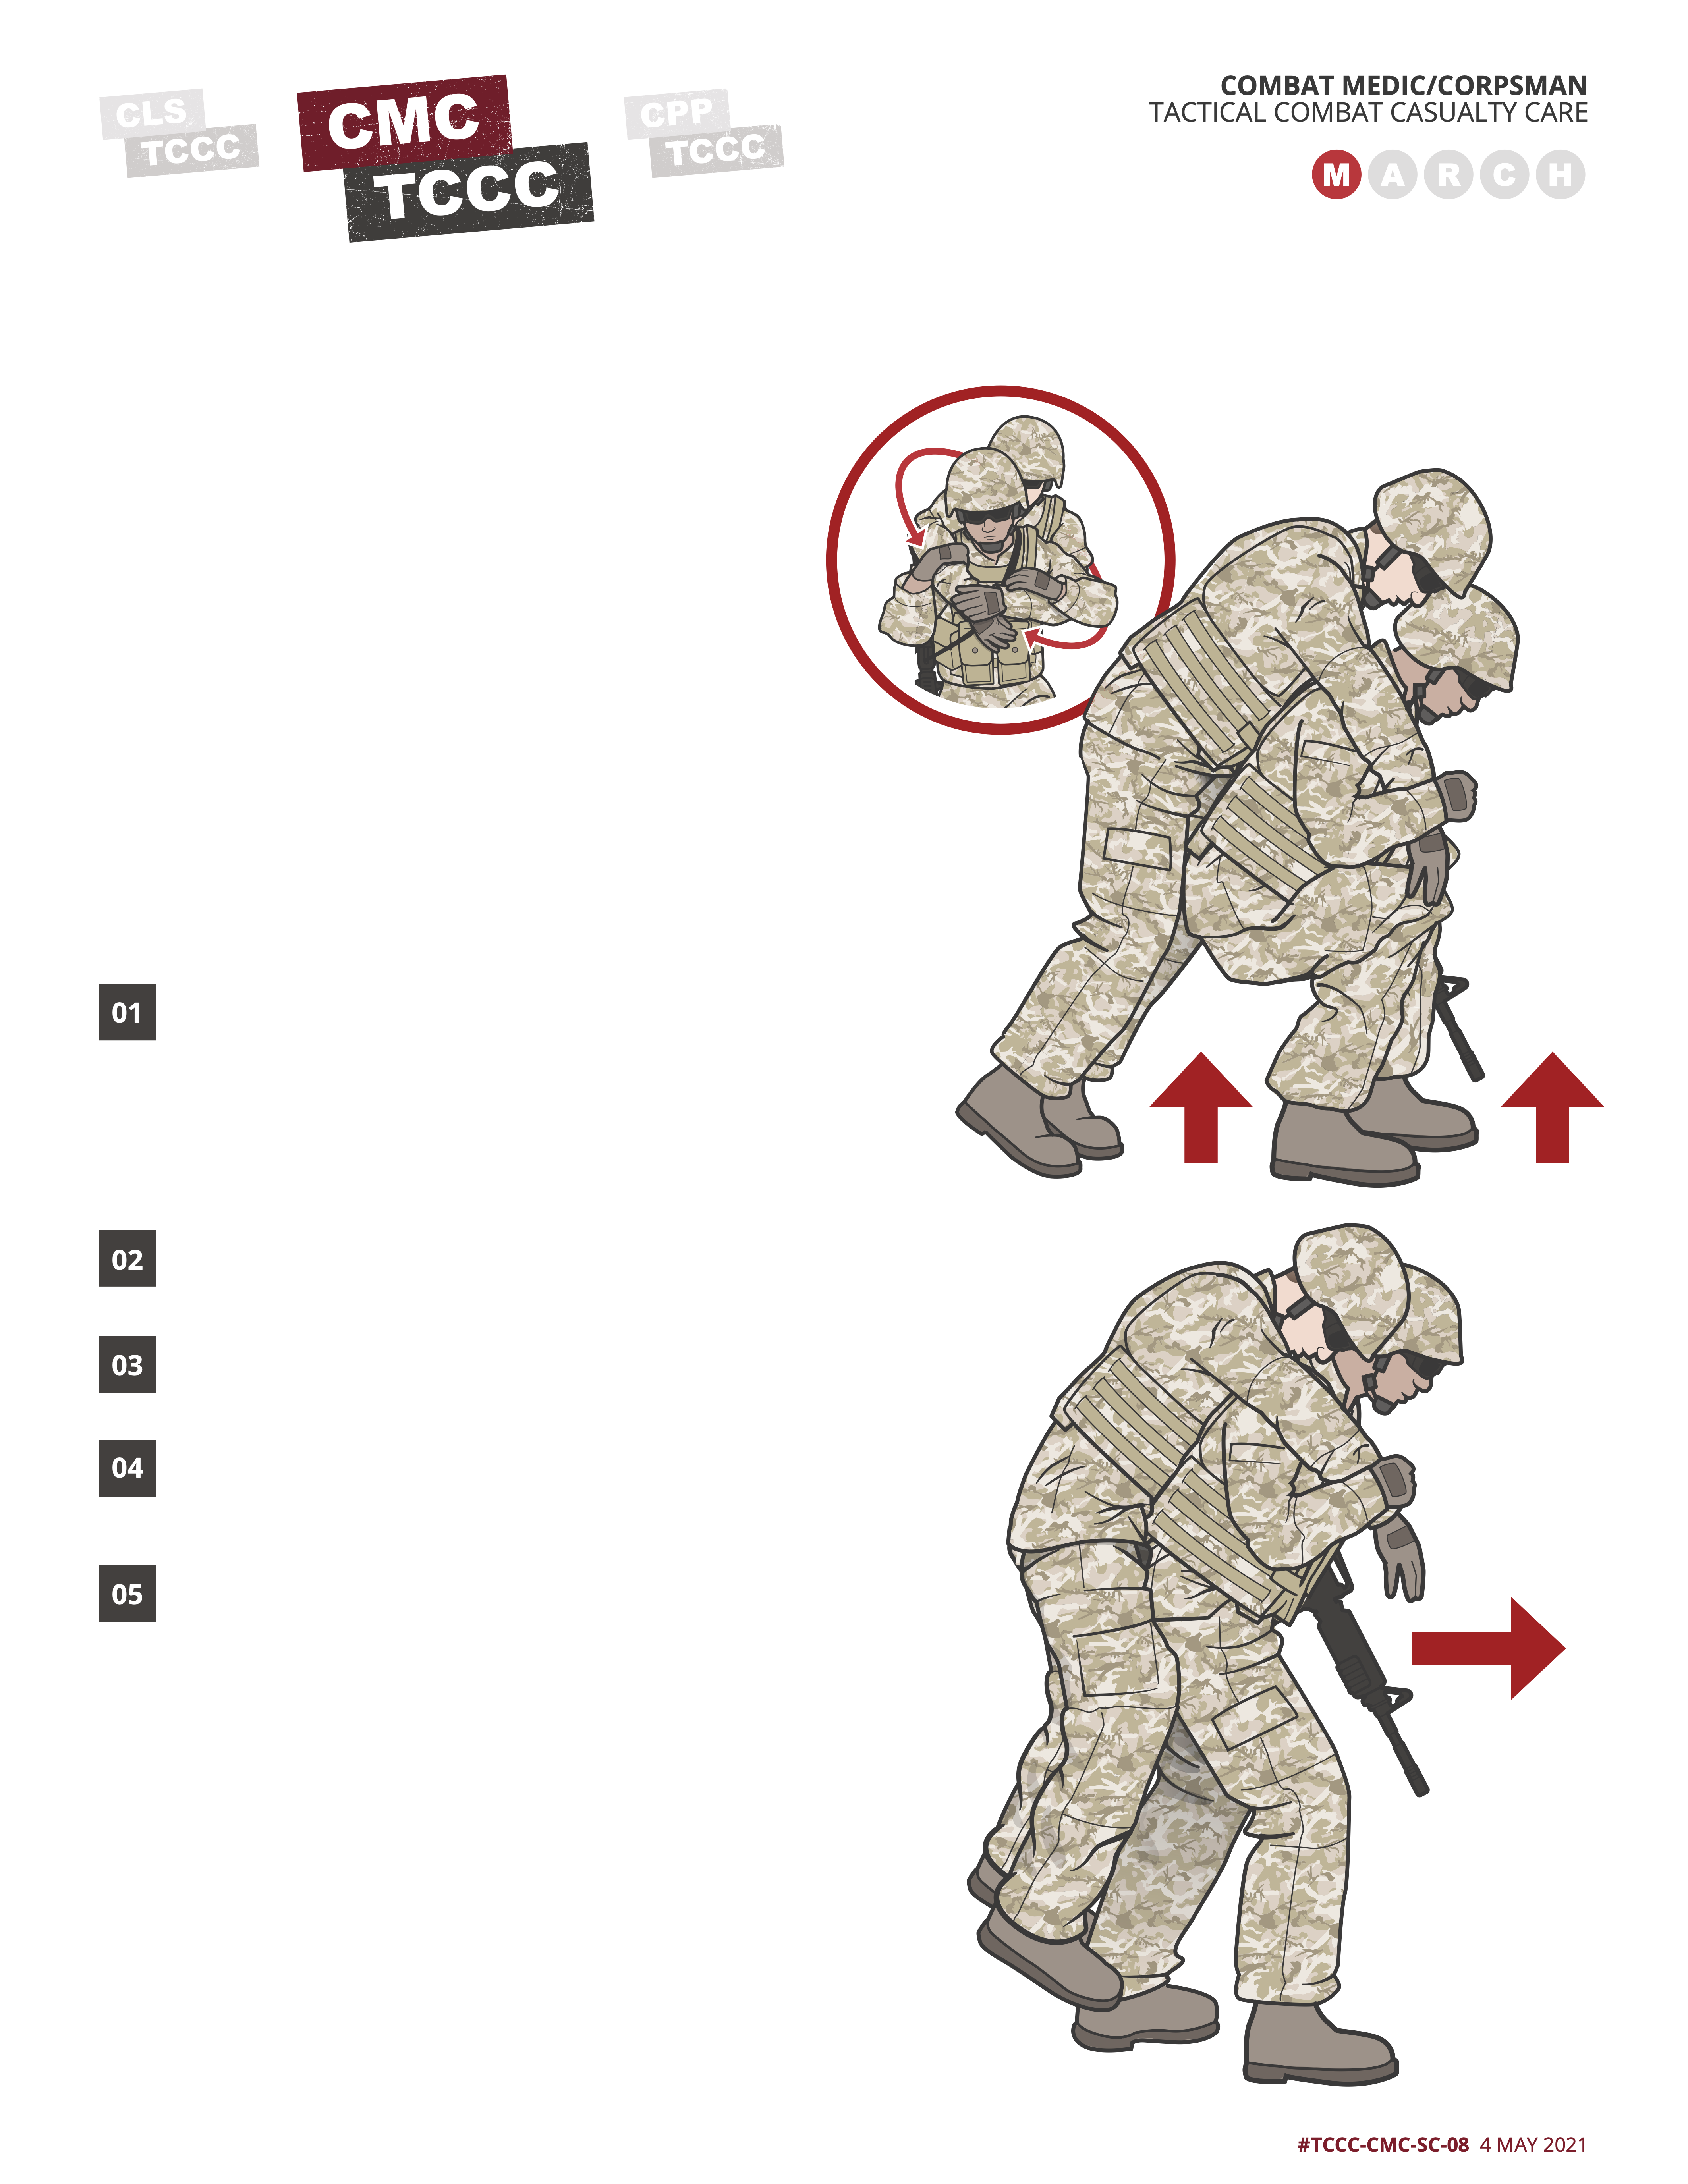 CLS
TCCC
CMC
TCCC
CPP
TCCC
COMBAT MEDIC/CORPSMAN
TACTICAL COMBAT CASUALTY CARE
M A R C H
01
02
03
04
05
#TCCC-CMC-SC-08 4 MAY 2021